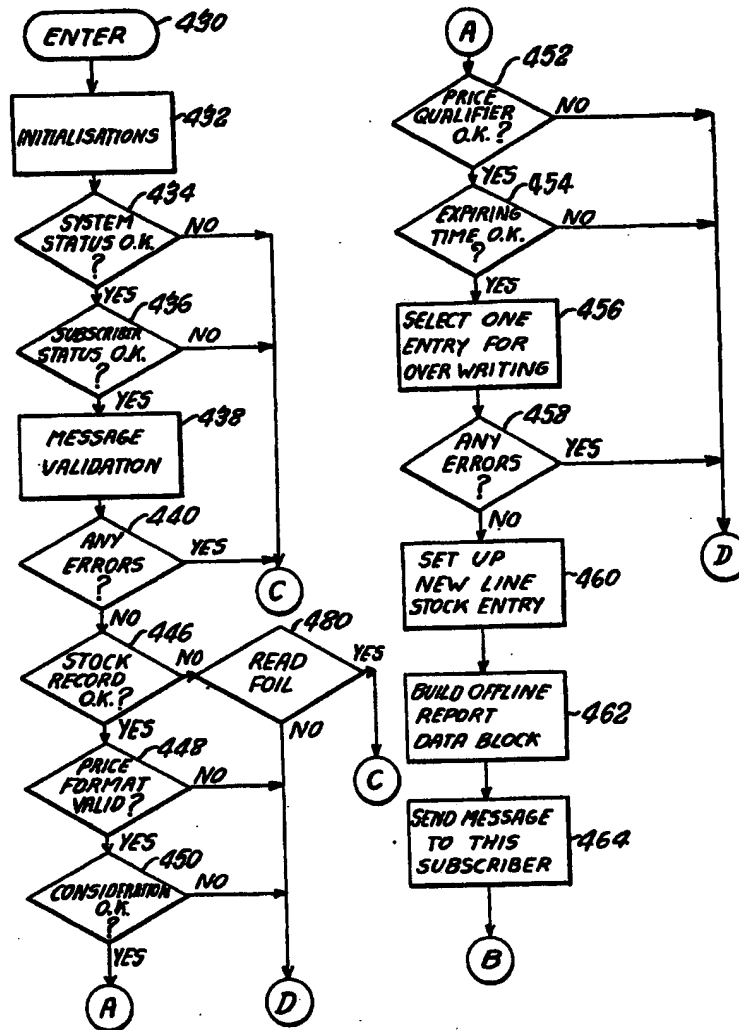 ENTER
430
INITIALISATIONS
432
434
SYSTEM
STATUS O.K.
?
NO
YES
436
SUBSCRIBER
STATUS O.K.
?
NO
YES
438
MESSAGE
VALIDATION
440
ANY
ERRORS
?
YES
C
NO
446
STOCK
RECORD
O.K.?
NO
480
READ
FOIL
YES
C
NO
YES
448
PRICE
FORMAT
VALID?
NO
YES
450
CONSIDERATION
O.K.
?
NO
YES
A
D
A
452
PRICE
QUALIFIER
O.K.?
NO
YES
454
EXPIRING
TIME O.K.
?
NO
YES
SELECT ONE
ENTRY FOR
OVER WRITING
456
458
ANY
ERRORS
?
YES
NO
D
SET UP
NEW LINE
STOCK ENTRY
460
BUILD OFFLINE
REPORT
DATA BLOCK
462
SEND MESSAGE
TO THIS
SUBSCRIBER
464
B